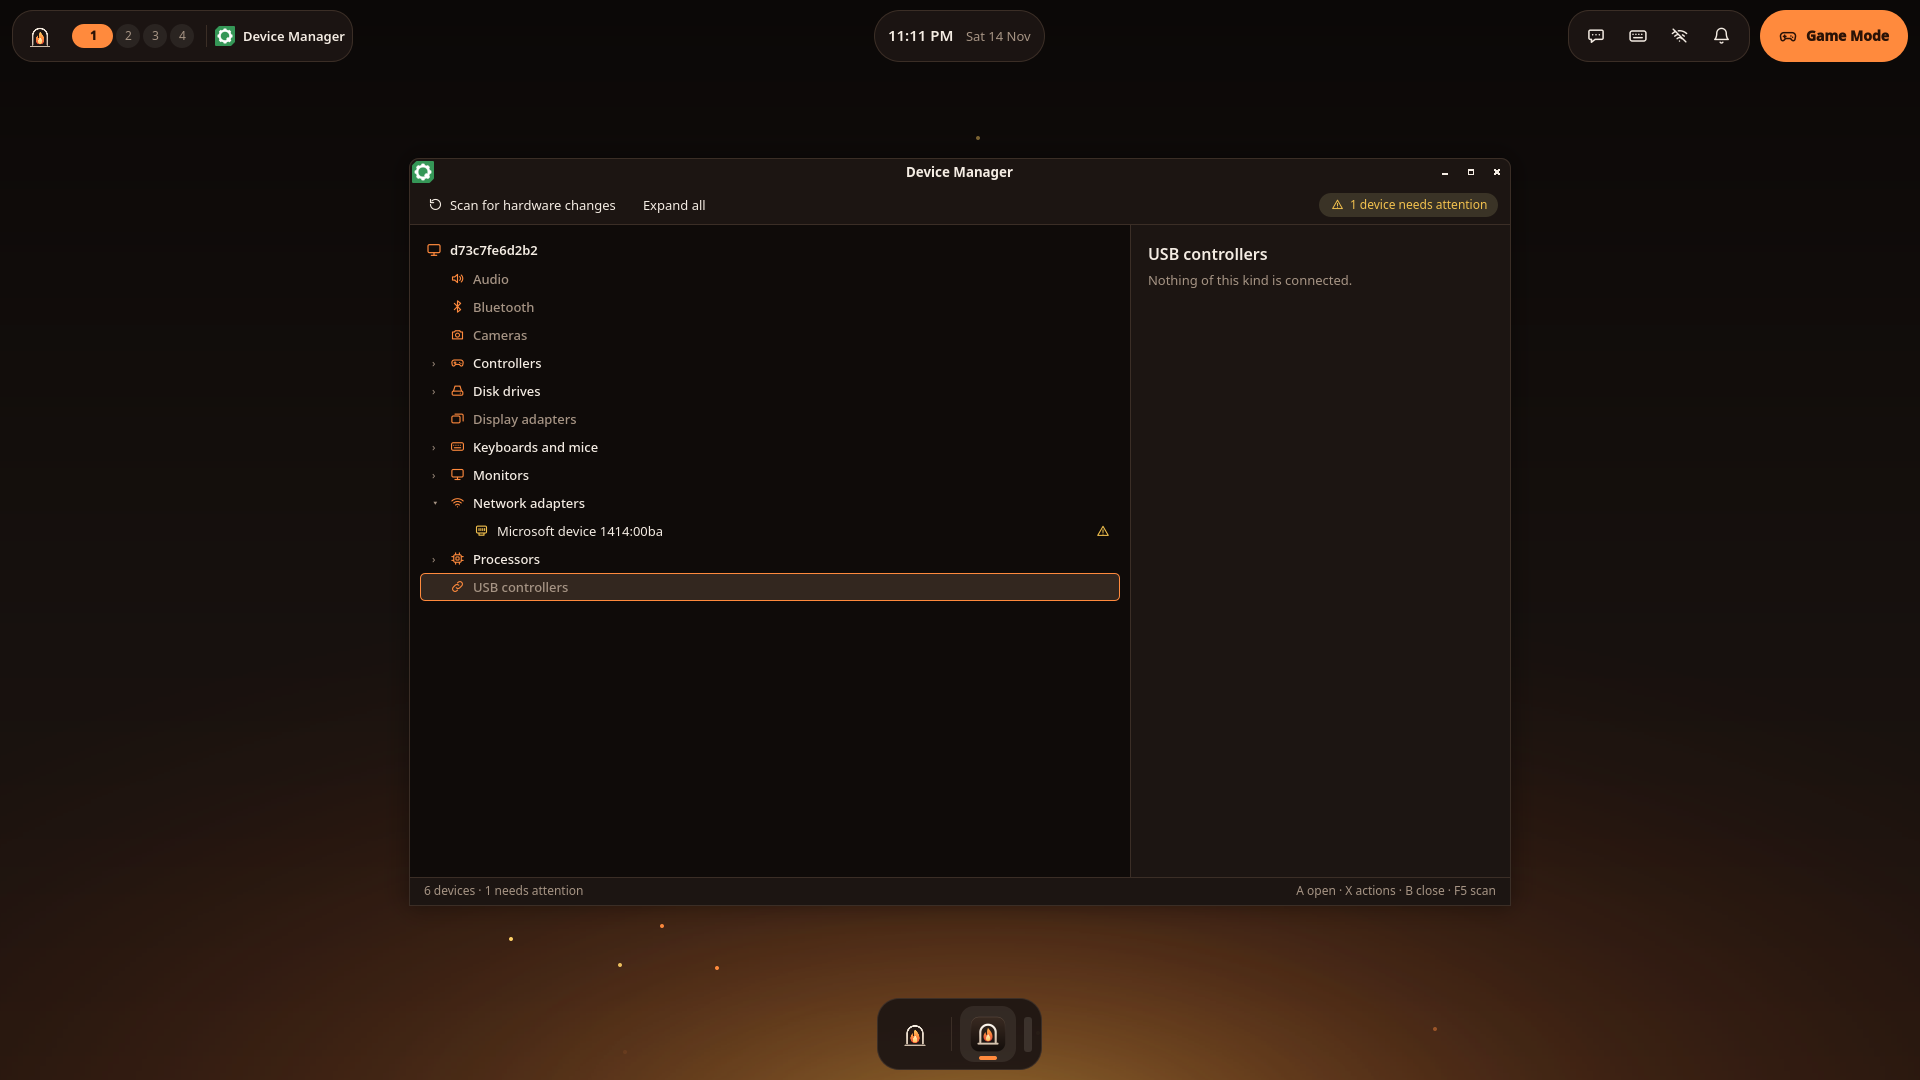 1 2 3 4 Device Manager
11:11 PM Sat 14 Nov
Game Mode
Device Manager
Scan for hardware changes Expand all
1 device needs attention
d73c7fe6d2b2
Audio
Bluetooth
Cameras
Controllers
Disk drives
Display adapters
Keyboards and mice
Monitors
Network adapters
Microsoft device 1414:00ba
Processors
USB controllers
USB controllers
Nothing of this kind is connected.
6 devices · 1 needs attention
A open · X actions · B close · F5 scan